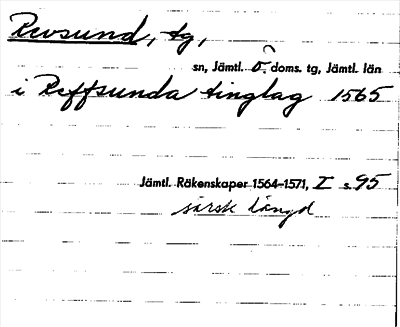 Revsund, tg,
sn, Jämtl. ö. doms. tg, Jämtl. län
i Reffsunda tinglag 1565
Jämtl. Räkenskaper 1564-1571, I s. 95
särsk längd